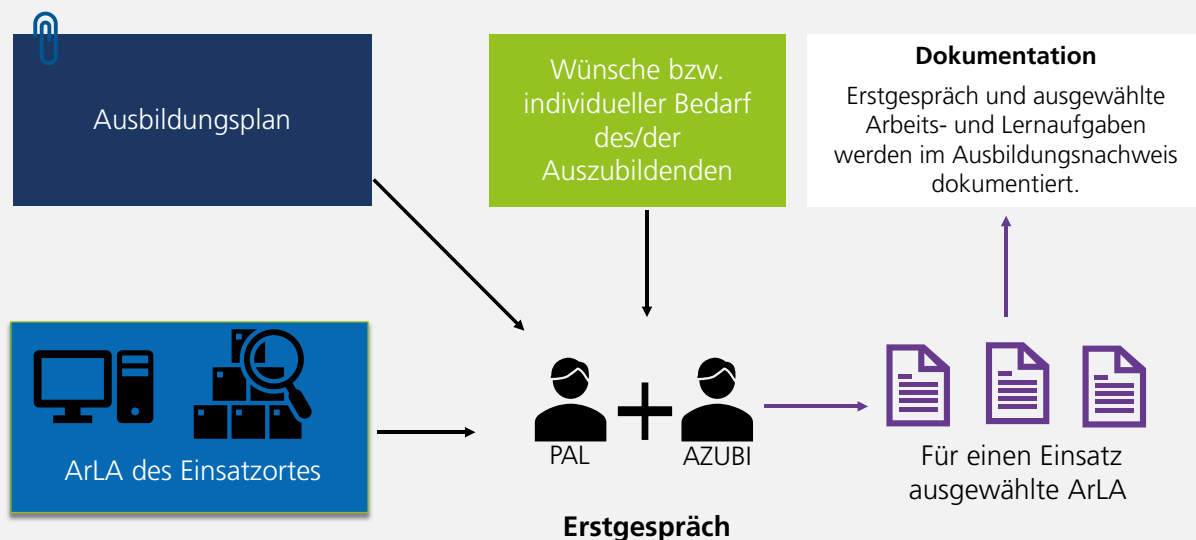 Ausbildungsplan
Wünsche bzw.
individueller Bedarf
des/der
Auszubildenden
Dokumentation
Erstgespräch und ausgewählte
Arbeits- und Lernaufgaben
werden im Ausbildungsnachweis
dokumentiert.
ArLA des Einsatzortes
PAL
AZUBI
Erstgespräch
Für einen Einsatz
ausgewählte ArLA